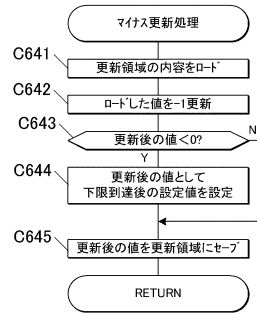 マイナス更新処理
C641
更新領域の内容をロード
C642
ロードした値を-1更新
C643
更新後の値<0?
N
Y
C644
更新後の値として
下限到達後の設定値を設定
C645
更新後の値を更新領域にセーブ
RETURN